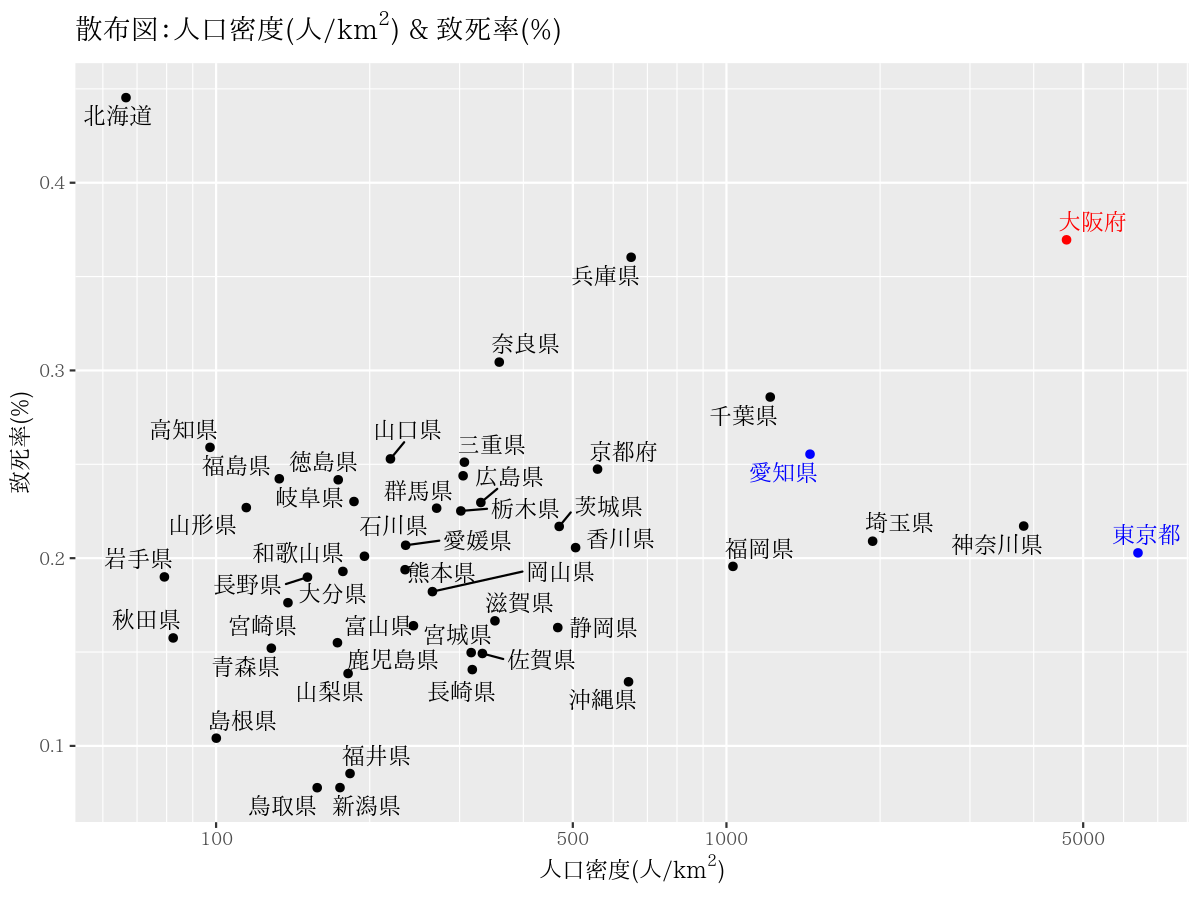 散布図:人口密度(人/km²) & 致死率(%)
北海道
0.4
大阪府
兵庫県
奈良県
0.3
千葉県
高知県
山口県
三重県
京都府
福島県
徳島県
広島県
愛知県
岐阜県
群馬県
栃木県
茨城県
山形県
石川県
愛媛県
香川県
埼玉県
神奈川県
東京都
岩手県
和歌山県
福岡県
0.2
長野県
大分県
熊本県
岡山県
秋田県
宮崎県
富山県
宮城県
滋賀県
静岡県
青森県
鹿児島県
佐賀県
山梨県
長崎県
沖縄県
島根県
0.1
福井県
鳥取県
新潟県
100
500
1000
5000
人口密度(人/km²)
致死率(%)